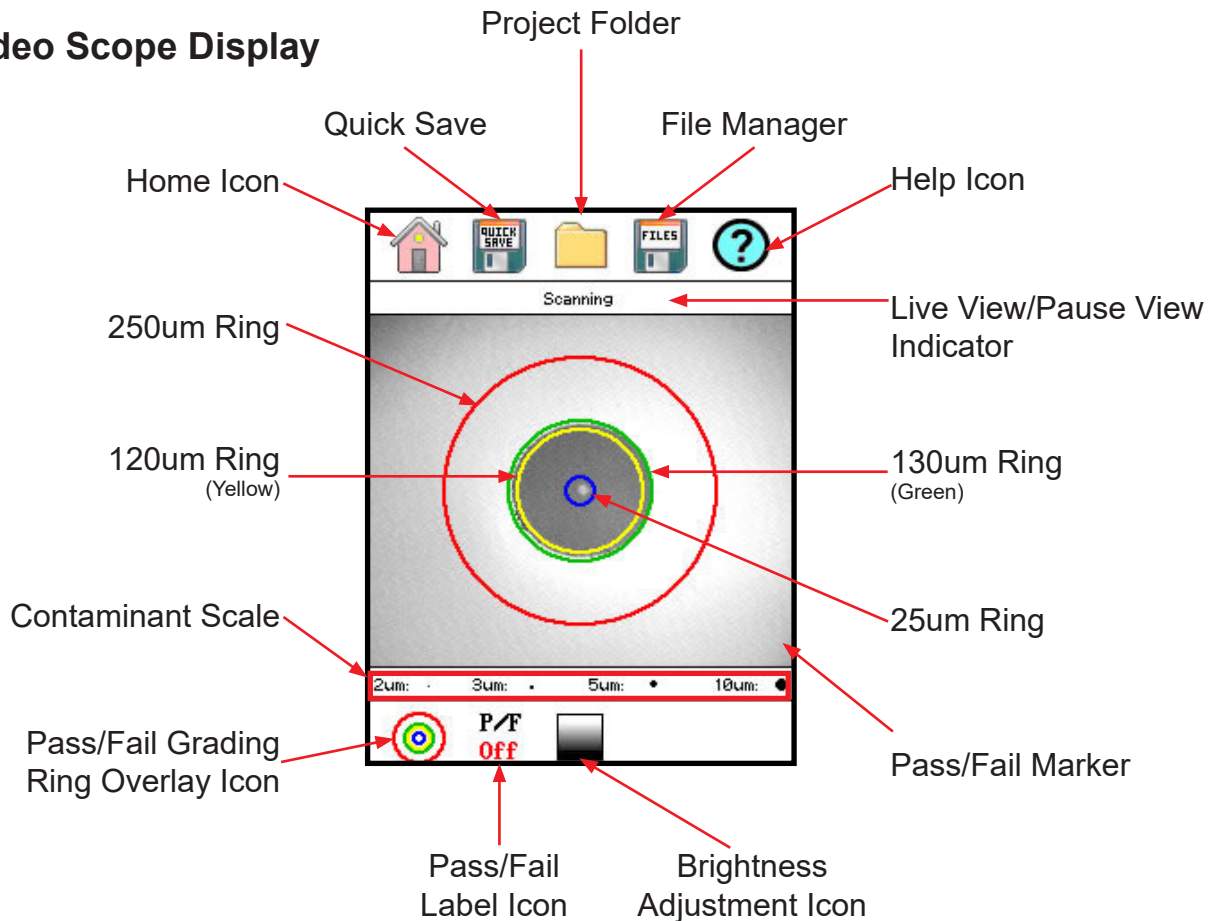 Project Folder
deo Scope Display
Quick Save
File Manager
Home Icon
Help Icon
QUICK
SAVE
FILES
?
Scanning
Live View/Pause View
Indicator
250um Ring
120um Ring
(Yellow)
130um Ring
(Green)
Contaminant Scale
25um Ring
2um: 3um: 5um: 10um:
P/F
Off
Pass/Fail Grading
Ring Overlay Icon
Pass/Fail Marker
Pass/Fail
Label Icon
Brightness
Adjustment Icon